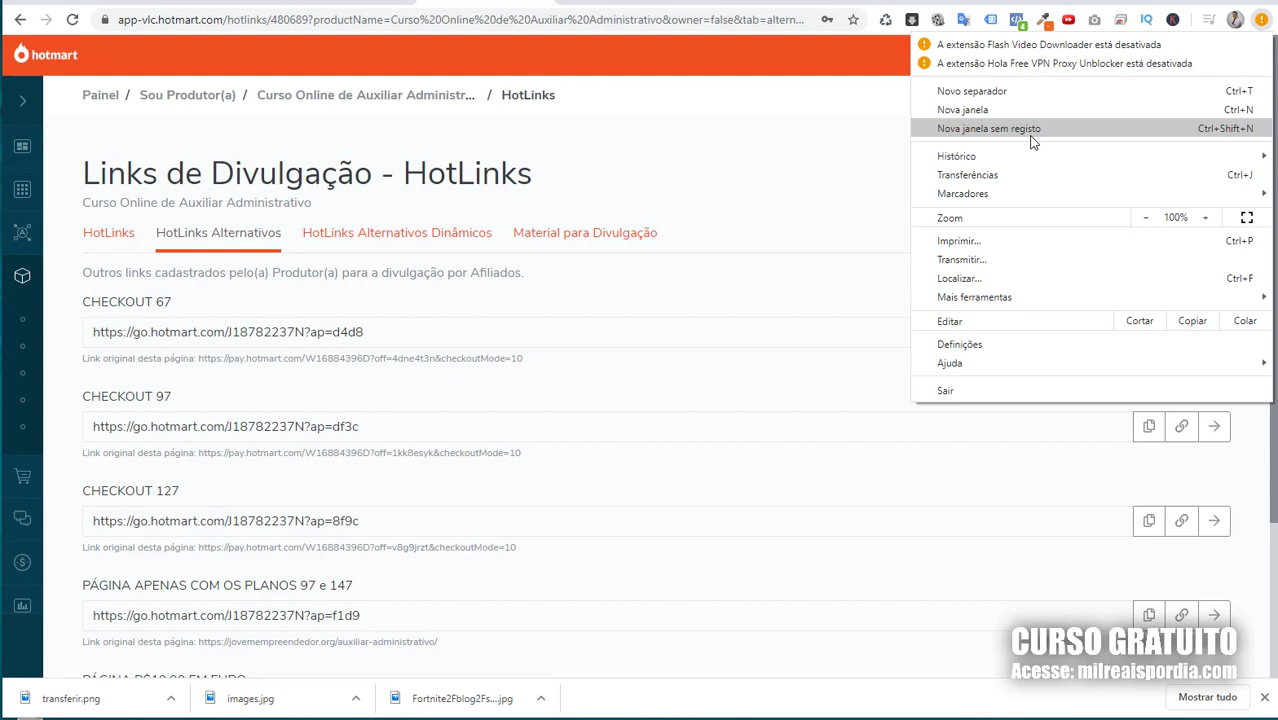 app-vlc.hotmart.com/hotlinks/480689?productName=Curso%20Online%20de%20Auxiliar%20Administrativo&owner=false&tab=altern...
hotmart
A extensão Flash Video Downloader está desativada
A extensão Hola Free VPN Proxy Unblocker está desativada
Novo separador Ctrl+T
Nova janela Ctrl+N
Nova janela sem registo Ctrl+Shift+N
Histórico
Transferências Ctrl+J
Marcadores
Zoom - 100% +
Imprimir... Ctrl+P
Transmitir...
Localizar... Ctrl+F
Mais ferramentas
Editar Cortar Copiar Colar
Definições
Ajuda
Sair
Painel / Sou Produtor(a) / Curso Online de Auxiliar Administr... / HotLinks
Links de Divulgação - HotLinks
Curso Online de Auxiliar Administrativo
HotLinks HotLinks Alternativos HotLinks Alternativos Dinâmicos Material para Divulgação
Outros links cadastrados pelo(a) Produtor(a) para a divulgação por Afiliados.
CHECKOUT 67
https://go.hotmart.com/J18782237N?ap=d4d8
Link original desta página: https://pay.hotmart.com/W16884396D?off=4dne4t3n&checkoutMode=10
CHECKOUT 97
https://go.hotmart.com/J18782237N?ap=df3c
Link original desta página: https://pay.hotmart.com/W16884396D?off=1kk8esyk&checkoutMode=10
CHECKOUT 127
https://go.hotmart.com/J18782237N?ap=8f9c
Link original desta página: https://pay.hotmart.com/W16884396D?off=v8g9jrzt&checkoutMode=10
PÁGINA APENAS COM OS PLANOS 97 e 147
https://go.hotmart.com/J18782237N?ap=f1d9
Link original desta página: https://jovemempreendedor.org/auxiliar-administrativo/
CURSO GRATUITO
Acesse: milreaispordia.com
transferir.png
images.jpg
Fortnite2Fblog2Fs....jpg
Mostrar tudo